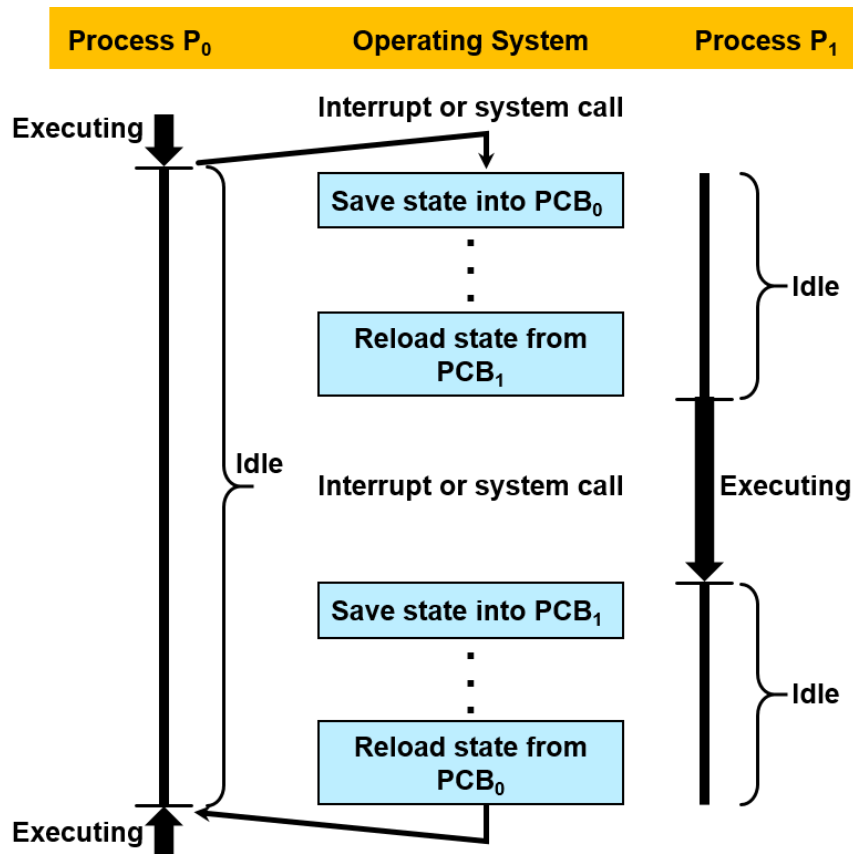 Process P₀
Operating System
Process P₁
Interrupt or system call
Executing
Save state into PCB₀
Idle
Reload state from
PCB₁
Idle
Interrupt or system call
Executing
Save state into PCB₁
Idle
Reload state from
PCB₀
Executing